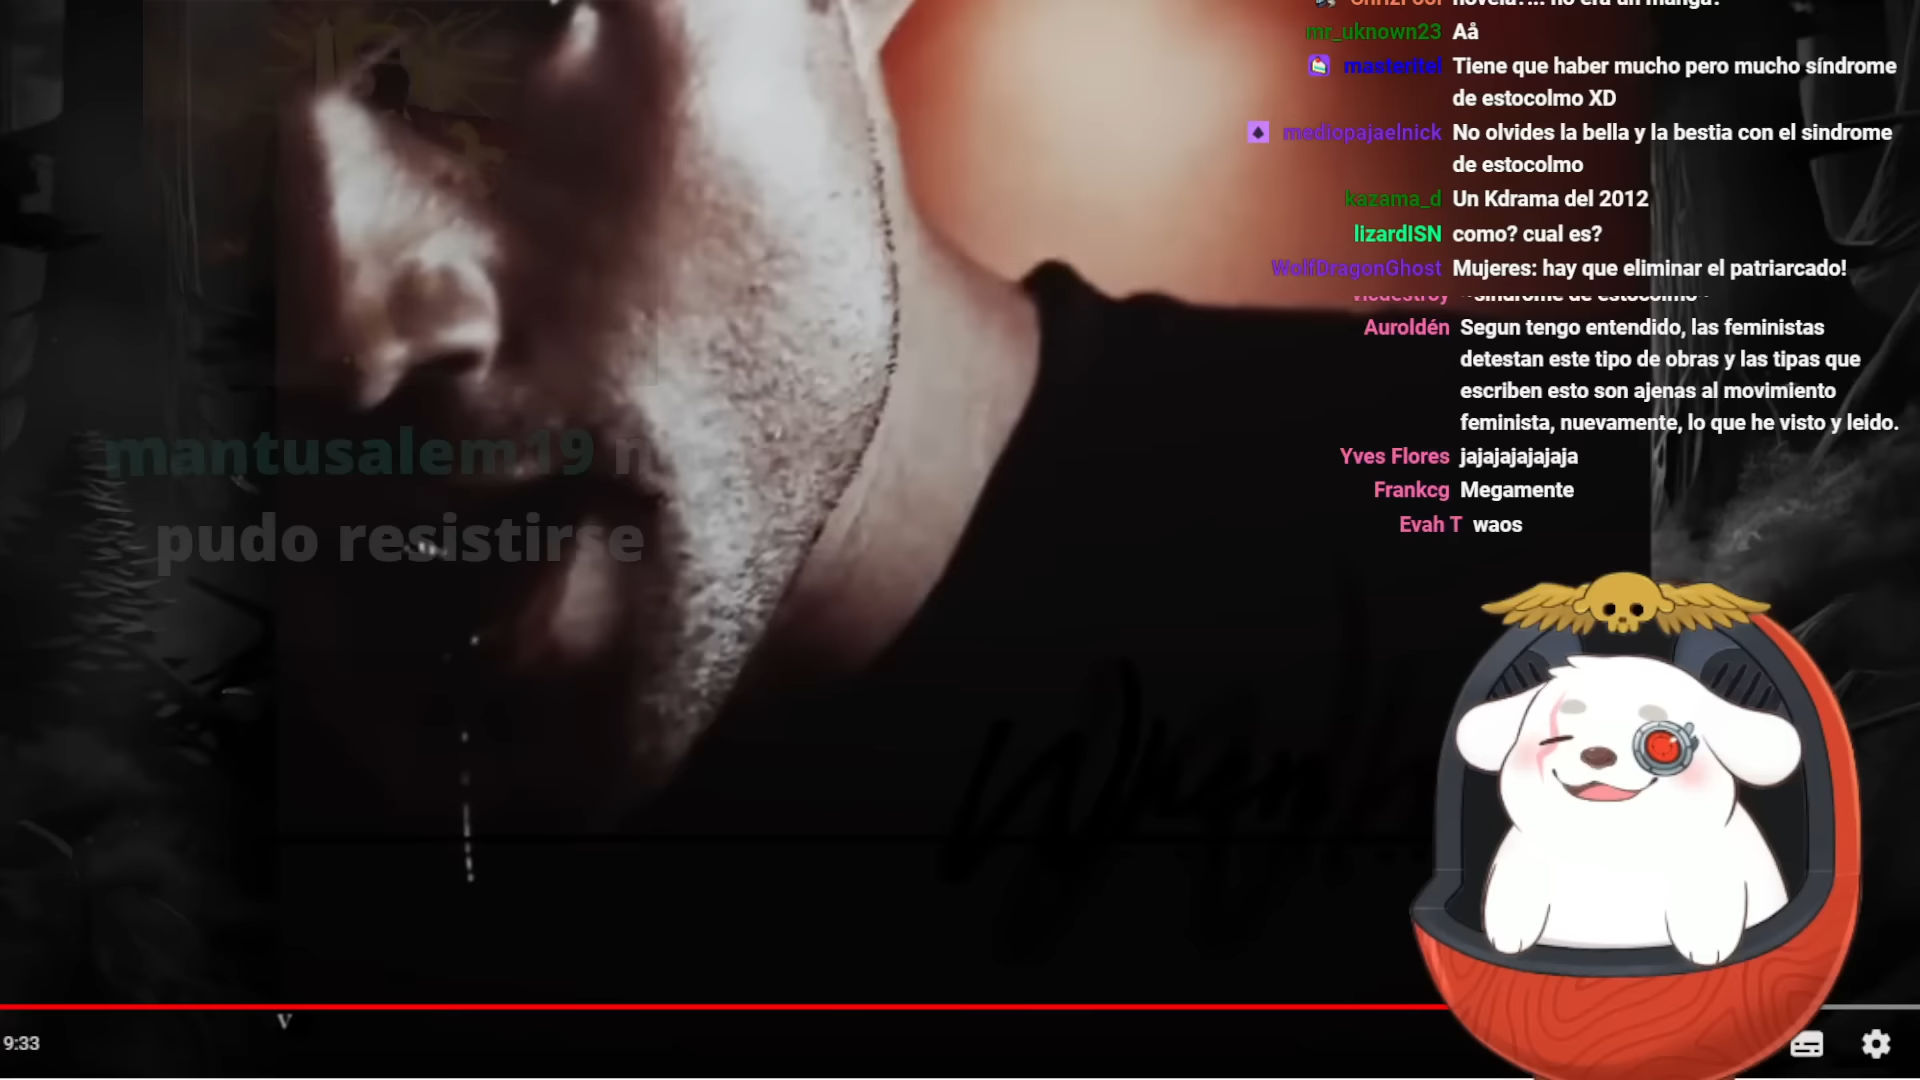 mr_uknown23 Aå
masteritel Tiene que haber mucho pero mucho síndrome
de estocolmo XD
mediopajaelnick No olvides la bella y la bestia con el sindrome
de estocolmo
kazama_d Un Kdrama del 2012
lizardISN como? cual es?
WolfDragonGhost Mujeres: hay que eliminar el patriarcado!
Auroldén Segun tengo entendido, las feministas
detestan este tipo de obras y las tipas que
escriben esto son ajenas al movimiento
feminista, nuevamente, lo que he visto y leido.
Yves Flores jajajajajajaja
Frankcg Megamente
Evah T waos
mantusalem19 n
pudo resistirse
V
9:33